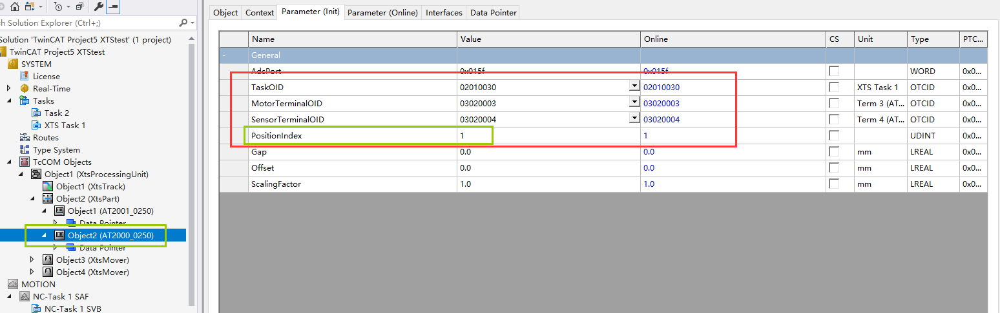 ch Solution Explorer (Ctrl+;)
Solution 'TwinCAT Project5 XTStest' (1 project)
TwinCAT Project5 XTStest
SYSTEM
License
Real-Time
Tasks
Task 2
XTS Task 1
Routes
Type System
TcCOM Objects
Object1 (XtsProcessingUnit)
Object1 (XtsTrack)
Object2 (XtsPart)
Object1 (AT2001_0250)
Data Pointer
Object2 (AT2000_0250)
Data Pointer
Object3 (XtsMover)
Object4 (XtsMover)
MOTION
NC-Task 1 SAF
NC-Task 1 SVB
Object Context Parameter (Init) Parameter (Online) Interfaces Data Pointer
Name Value Online CS Unit Type PTC...
- General
AdsPort 0x015f 0x015f WORD 0x0...
TaskOID 02010030 02010030 XTS Task 1 OTCID 0x0...
MotorTerminalOID 03020003 03020003 Term 3 (AT... OTCID 0x0...
SensorTerminalOID 03020004 03020004 Term 4 (AT... OTCID 0x0...
PositionIndex 1 1 UDINT 0x0...
Gap 0.0 0.0 mm LREAL 0x0...
Offset 0.0 0.0 mm LREAL 0x0...
ScalingFactor 1.0 1.0 mm LREAL 0x0...